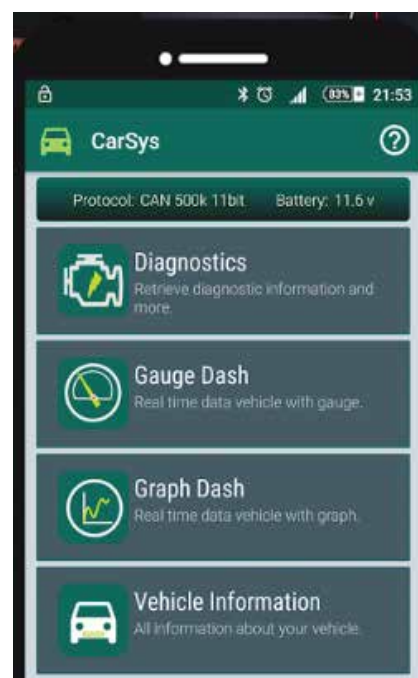 83% 21:53
CarSys
Protocol: CAN 500k 11bit Battery: 11.6 v
Diagnostics
Retrieve diagnostic information and
more.
Gauge Dash
Real time data vehicle with gauge.
Graph Dash
Real time data vehicle with graph.
Vehicle Information
All information about your vehicle.